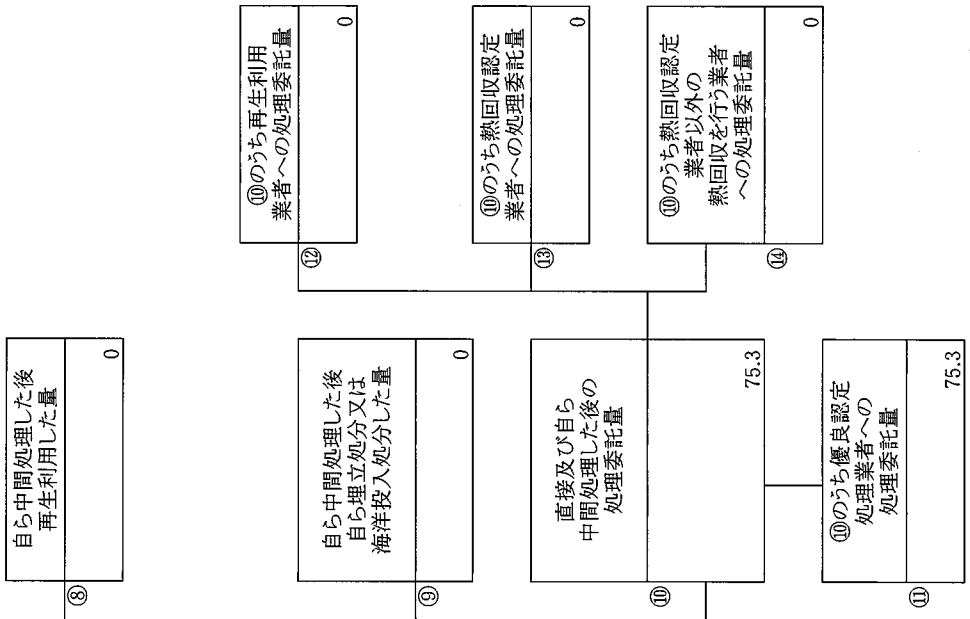 ⑧
自ら中間処理した後
再生利用した量
0
⑨
自ら中間処理した後
自ら埋立処分又は
海洋投入処分した量
0
⑩
直接及び自ら
中間処理した後の
処理委託量
75.3
⑪
⑩のうち優良認定
処理業者への
処理委託量
75.3
⑫
⑩のうち再生利用
業者への処理委託量
0
⑬
⑩のうち熱回収認定
業者への処理委託量
0
⑭
⑩のうち熱回収認定
業者以外の
熱回収を行う業者
への処理委託量
0